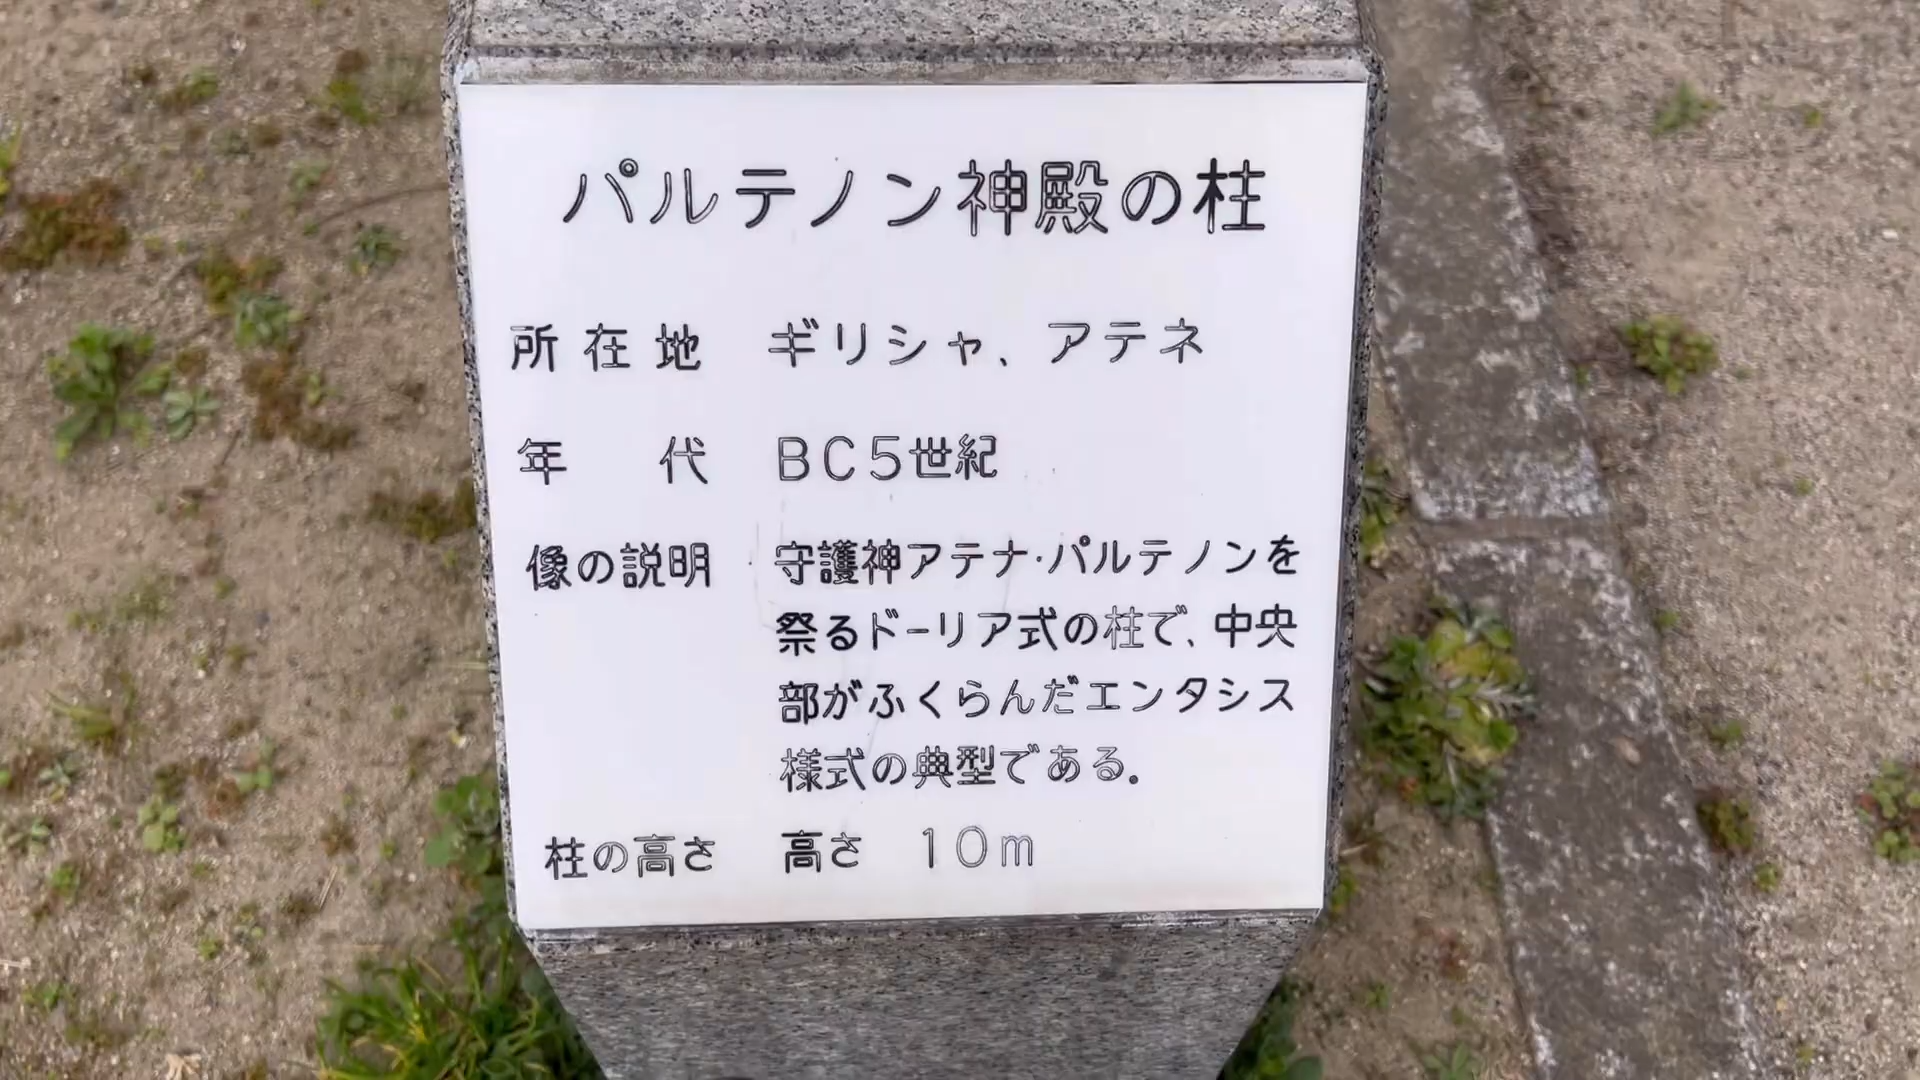 パルテノン神殿の柱
所在地 ギリシャ、アテネ
年代 BC5世紀
像の説明 守護神アテナ·パルテノンを
祭るドーリア式の柱で、中央
部がふくらんだエンタシス
様式の典型である.
柱の高さ 高さ 10m